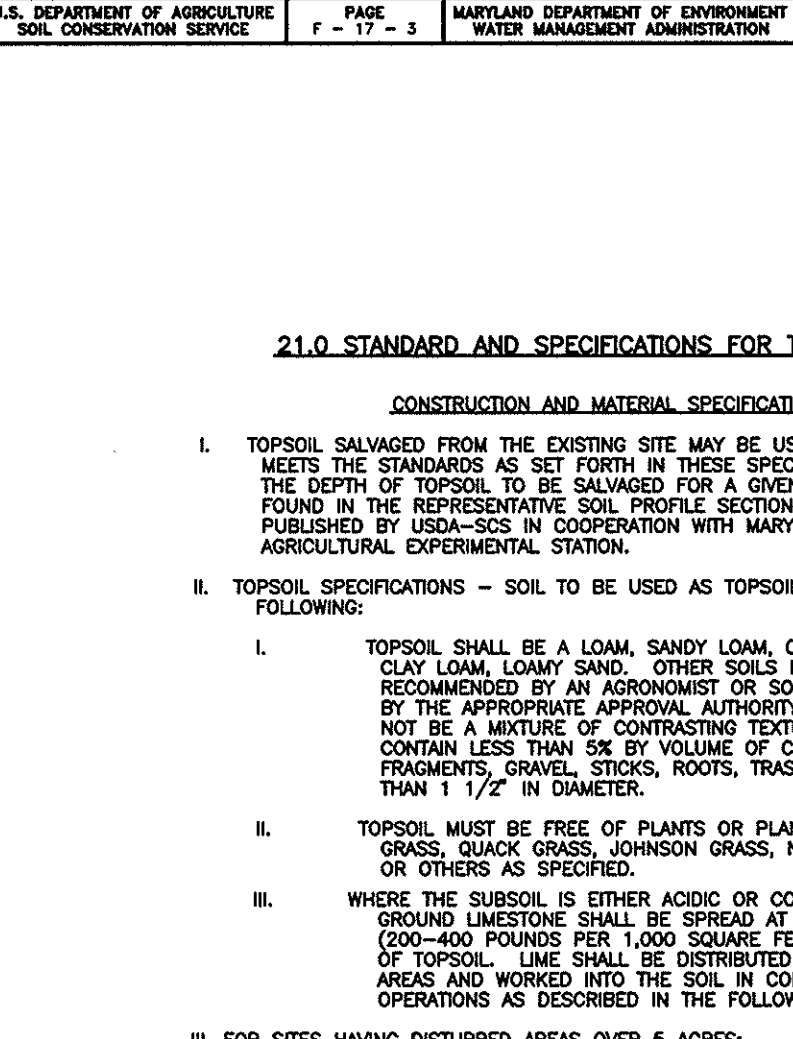 U.S. DEPARTMENT OF AGRICULTURE
SOIL CONSERVATION SERVICE
PAGE
F - 17 - 3
MARYLAND DEPARTMENT OF ENVIRONMENT
WATER MANAGEMENT ADMINISTRATION
21.0 STANDARD AND SPECIFICATIONS FOR
CONSTRUCTION AND MATERIAL
I. TOPSOIL SALVAGED FROM THE EXISTING SITE MAY BE
MEETS THE STANDARDS AS SET FORTH IN THESE
THE DEPTH OF TOPSOIL TO BE SALVAGED FOR A
FOUND IN THE REPRESENTATIVE SOIL PROFILE SECTION
PUBLISHED BY USDA-SCS IN COOPERATION WITH
AGRICULTURAL EXPERIMENTAL STATION.
II. TOPSOIL SPECIFICATIONS - SOIL TO BE USED AS TOPSOIL
FOLLOWING:
I. TOPSOIL SHALL BE A LOAM, SANDY LOAM,
CLAY LOAM, LOAMY SAND. OTHER SOILS
RECOMMENDED BY AN AGRONOMIST OR
BY THE APPROPRIATE APPROVAL AUTHORITY
NOT BE A MIXTURE OF CONTRASTING
CONTAIN LESS THAN 5% BY VOLUME OF
FRAGMENTS, GRAVEL, STICKS, ROOTS,
THAN 1 1/2" IN DIAMETER.
II. TOPSOIL MUST BE FREE OF PLANTS OR
GRASS, QUACK GRASS, JOHNSON GRASS,
OR OTHERS AS SPECIFIED.
III. WHERE THE SUBSOIL IS EITHER ACIDIC OR
GROUND LIMESTONE SHALL BE SPREAD AT
(200-400 POUNDS PER 1,000 SQUARE
OF TOPSOIL. LIME SHALL BE DISTRIBUTED
AREAS AND WORKED INTO THE SOIL IN
OPERATIONS AS DESCRIBED IN THE
III. FOR SITES HAVING DISTURBED AREAS OVER 5 ACRES: